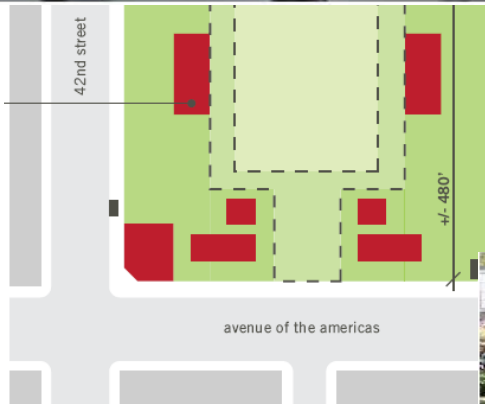 42nd street
+/- 480'
avenue of the americas